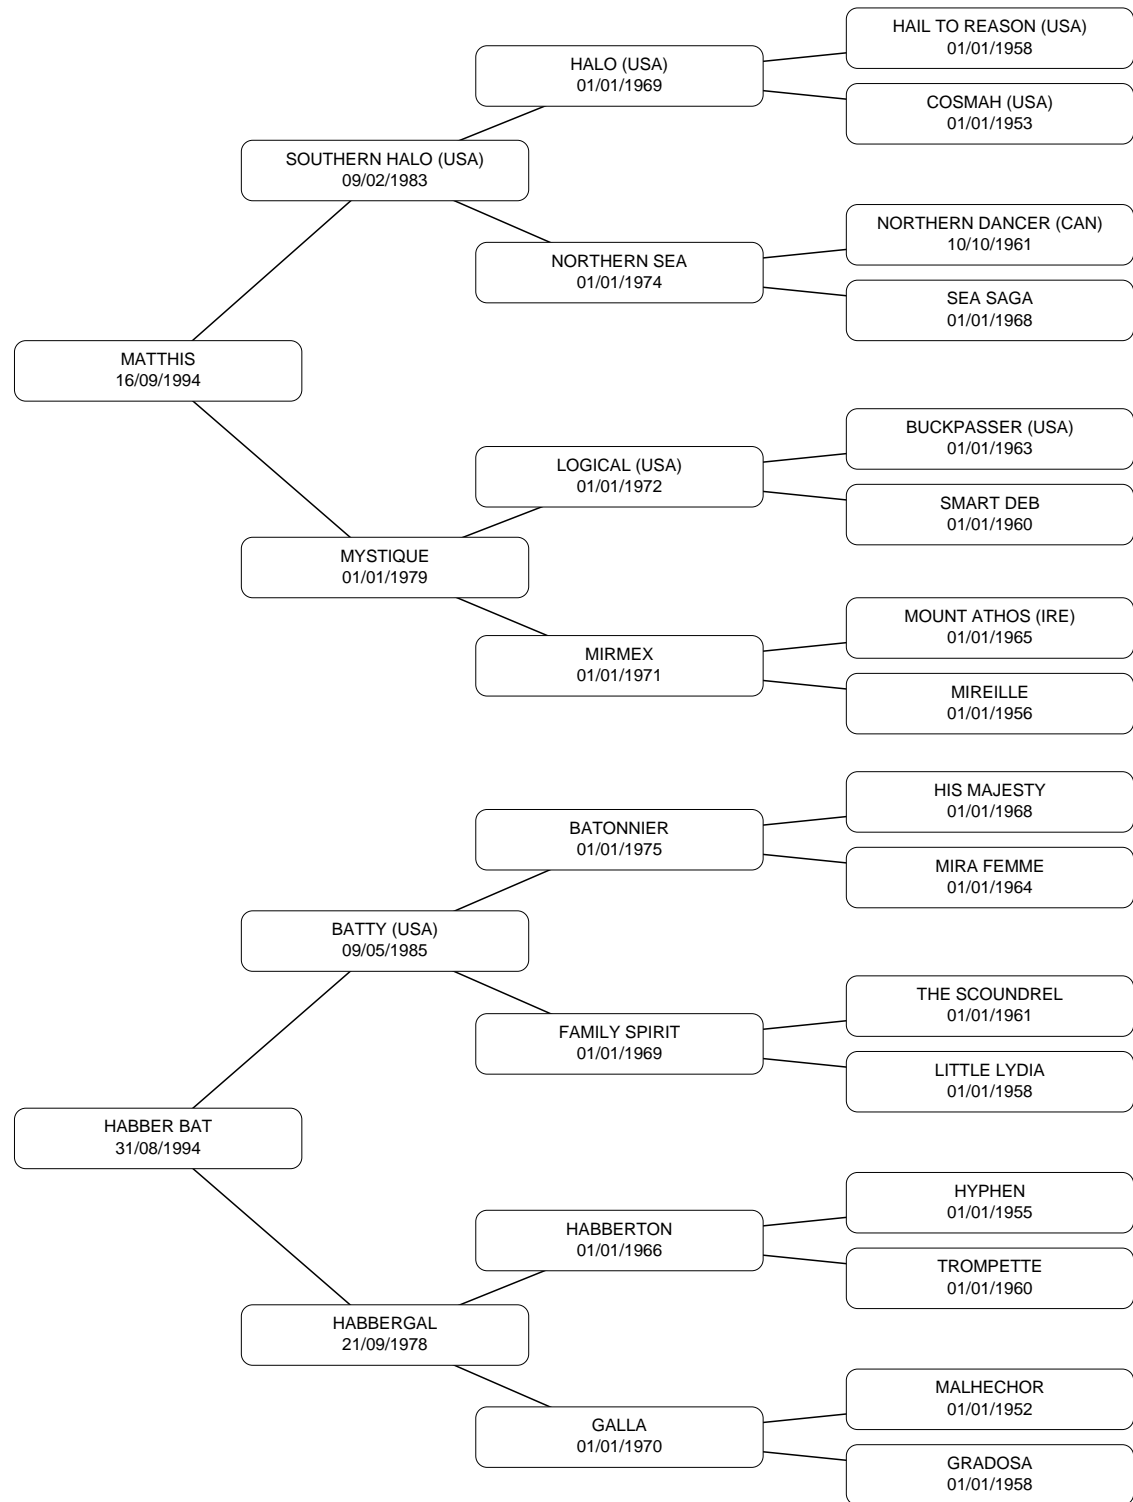 HAIL TO REASON (USA)
01/01/1958
HALO (USA)
01/01/1969
COSMAH (USA)
01/01/1953
SOUTHERN HALO (USA)
09/02/1983
NORTHERN DANCER (CAN)
10/10/1961
NORTHERN SEA
01/01/1974
SEA SAGA
01/01/1968
MATTHIS
16/09/1994
BUCKPASSER (USA)
01/01/1963
LOGICAL (USA)
01/01/1972
SMART DEB
01/01/1960
MYSTIQUE
01/01/1979
MOUNT ATHOS (IRE)
01/01/1965
MIRMEX
01/01/1971
MIREILLE
01/01/1956
HIS MAJESTY
01/01/1968
BATONNIER
01/01/1975
MIRA FEMME
01/01/1964
BATTY (USA)
09/05/1985
THE SCOUNDREL
01/01/1961
FAMILY SPIRIT
01/01/1969
LITTLE LYDIA
01/01/1958
HABBER BAT
31/08/1994
HYPHEN
01/01/1955
HABBERTON
01/01/1966
TROMPETTE
01/01/1960
HABBERGAL
21/09/1978
MALHECHOR
01/01/1952
GALLA
01/01/1970
GRADOSA
01/01/1958